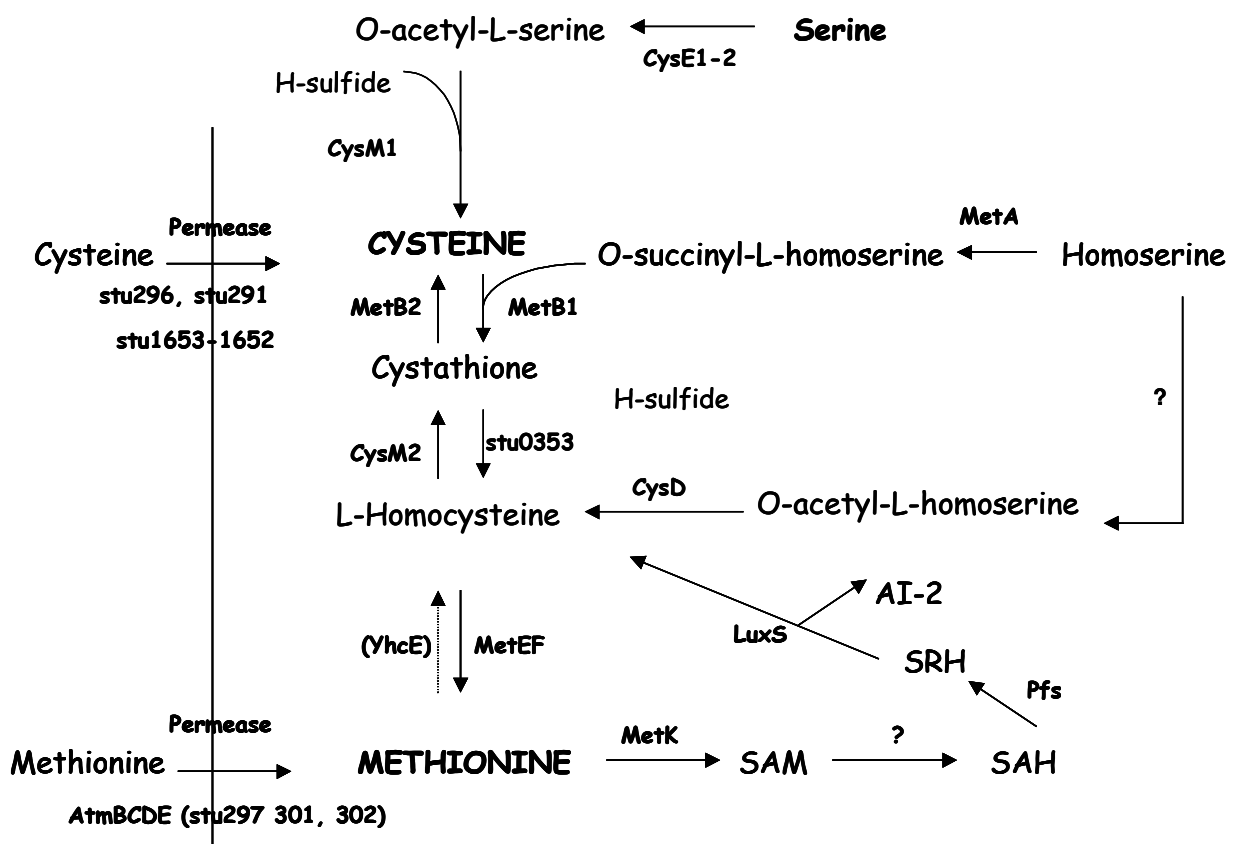 O-acetyl-L-serine
Serine
CysE1-2
H-sulfide
CysM1
Permease
Cysteine
stu296, stu291
stu1653-1652
CYSTEINE
O-succinyl-L-homoserine
MetA
Homoserine
MetB2
MetB1
Cystathione
H-sulfide
?
CysM2
stu0353
CysD
L-Homocysteine
O-acetyl-L-homoserine
AI-2
LuxS
(YhcE)
MetEF
SRH
Pfs
Permease
Methionine
METHIONINE
MetK
SAM
?
SAH
AtmBCDE (stu297 301, 302)